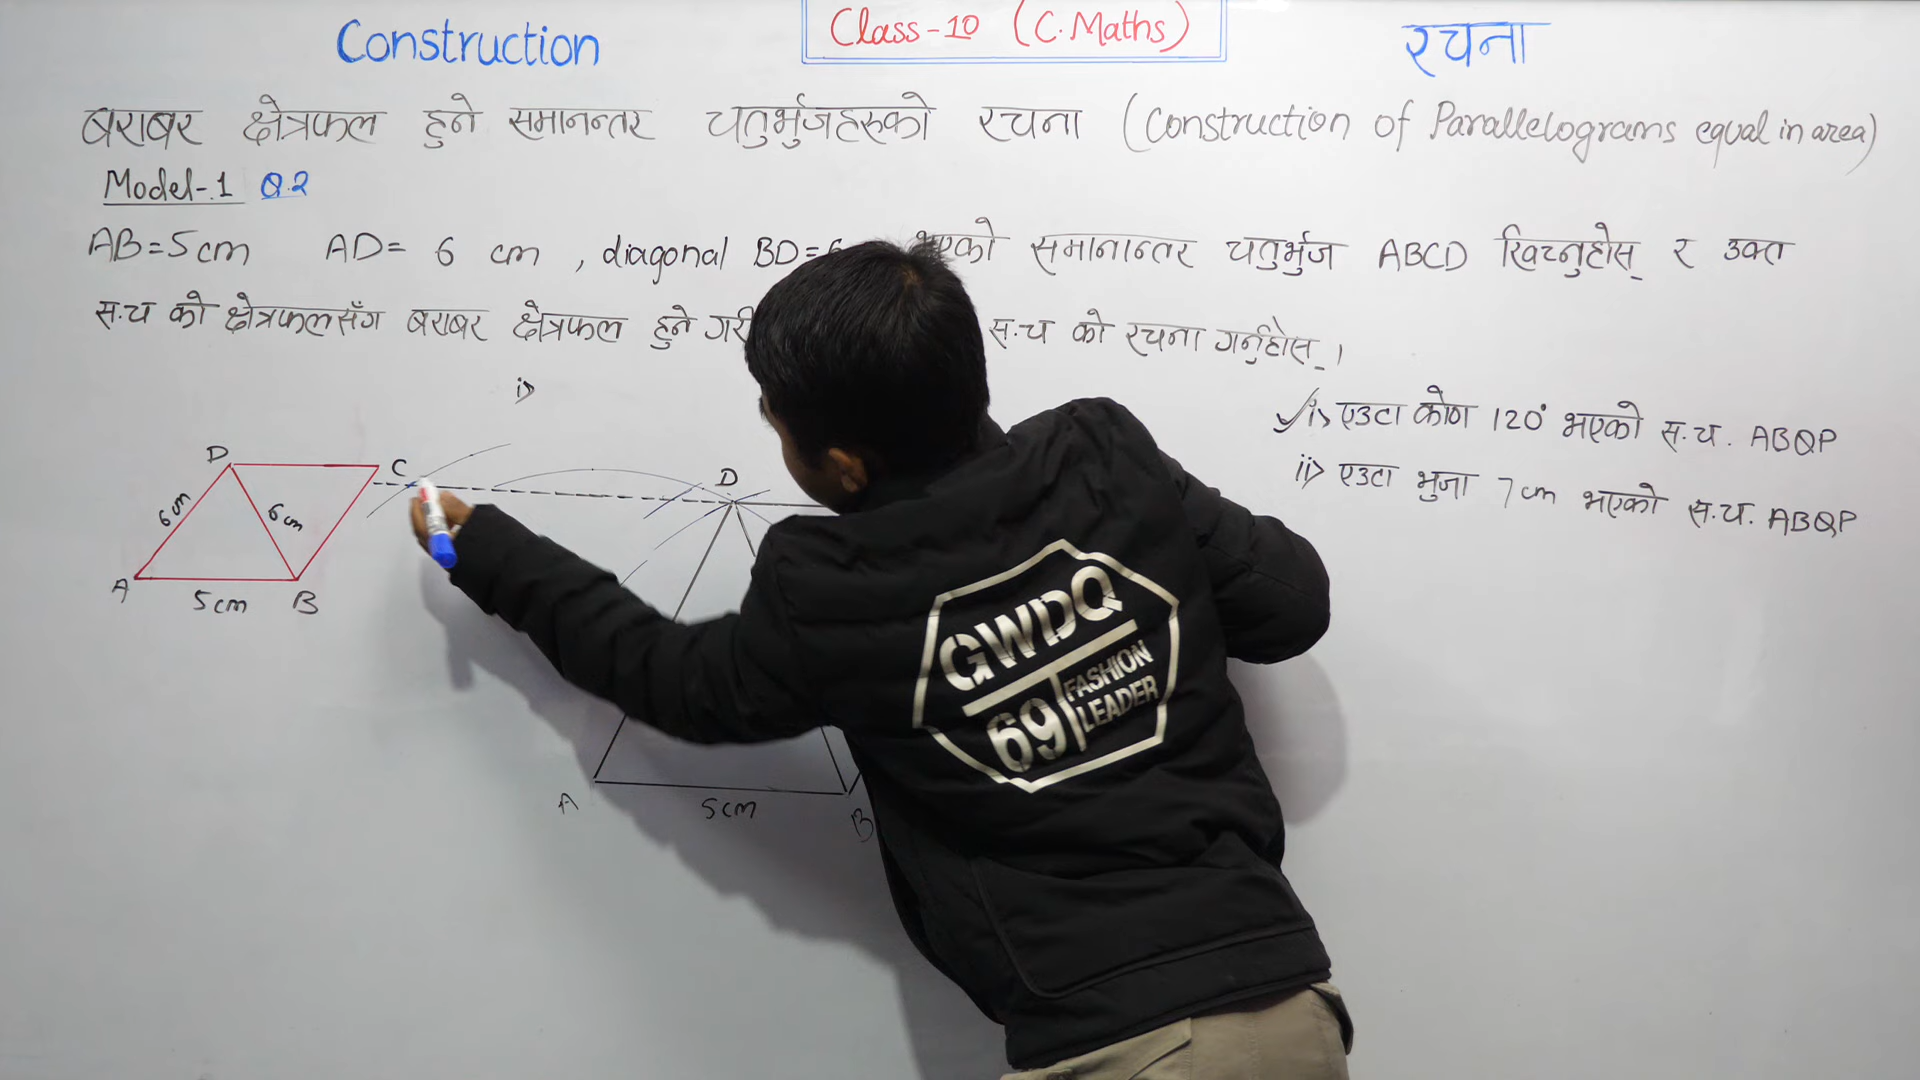 Construction
Class-10 (C.Maths)
रचना
बराबर क्षेत्रफल हुने समानन्तर चतुर्भुजहरुको रचना (Construction of Parallelograms equal in area)
Model-.1 Q.2
AB=5cm AD= 6 cm , diagonal BD=6 भएको समानान्तर चतुर्भुज ABCD खिच्नुहोस् र उक्त
स.च को क्षेत्रफलसँग बराबर क्षेत्रफल हुने गरी स.च को रचना गर्नुहोस् ।
i>
i> एउटा कोण 120° भएको स.च. ABQP
ii> एउटा भुजा 7cm भएको स.च. ABQP
D C
6cm 6cm
A 5cm B
D
A 5cm B
GWDQ
69 FASHION
LEADER